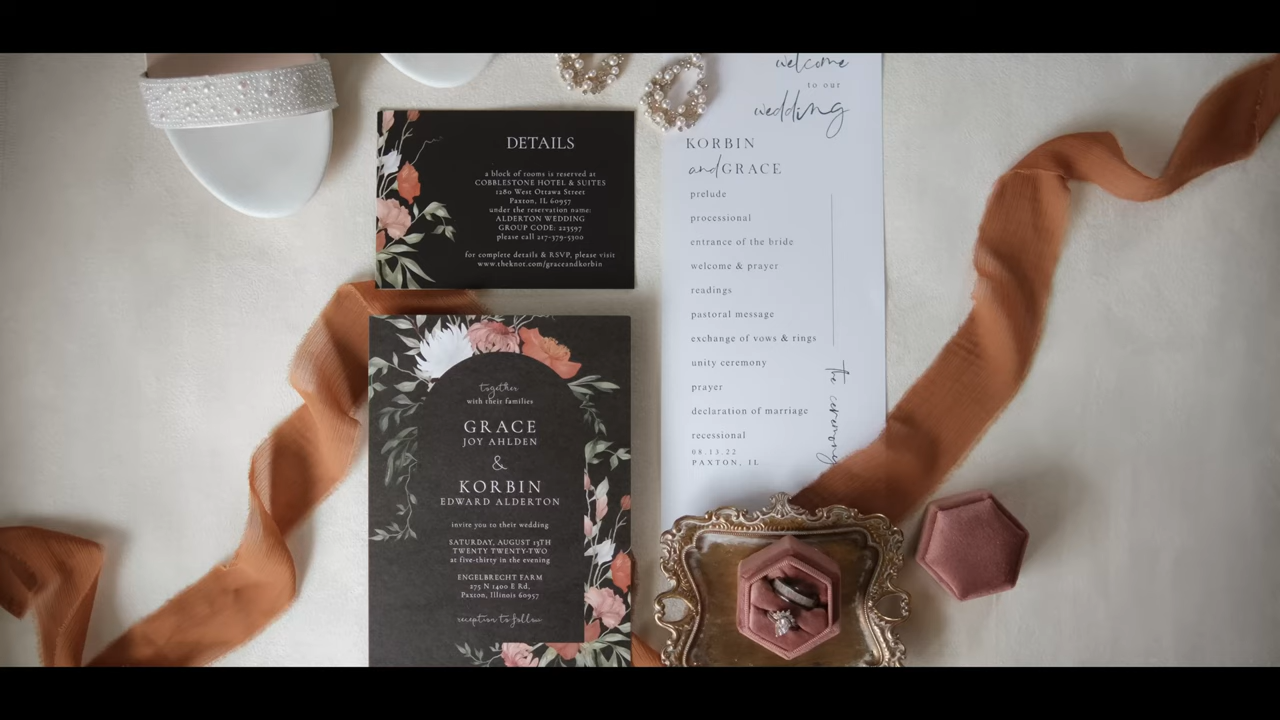 DETAILS
a block of rooms is reserved at
COBBLESTONE HOTEL & SUITES
1280 West Ottawa Street
Paxton, IL 60957
under the reservation name:
ALDERTON WEDDING
GROUP CODE: 223597
please call 217-379-3300
for complete details & RSVP, please visit
www.theknot.com/graceandkorbin
together
with their families
GRACE
JOY AHLDEN
&
KORBIN
EDWARD ALDERTON
invite you to their wedding
SATURDAY, AUGUST 13TH
TWENTY TWENTY-TWO
at five-thirty in the evening
ENGELBRECHT FARM
275 N 1400 E Rd,
Paxton, Illinois 60957
reception to follow
welcome
to our
wedding
KORBIN
and GRACE
prelude
processional
entrance of the bride
welcome & prayer
readings
pastoral message
exchange of vows & rings
unity ceremony
prayer
declaration of marriage
recessional
08.13.22
PAXTON, IL
the ceremony